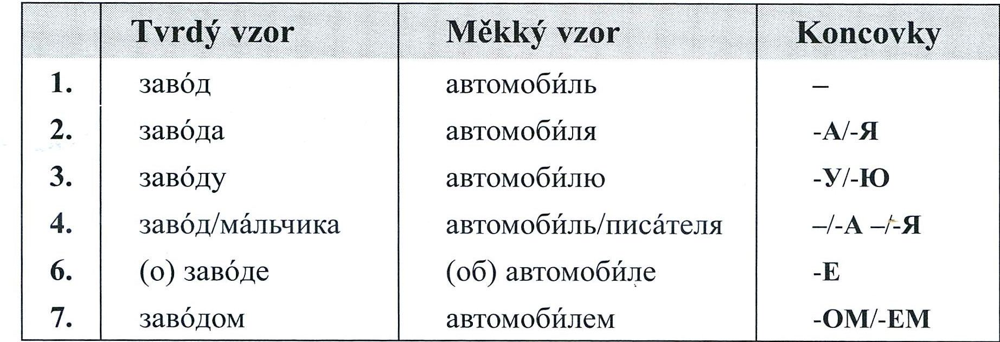 Tvrdý vzor Měkký vzor Koncovky
1. заво́д автомоби́ль –
2. заво́да автомоби́ля -А/-Я
3. заво́ду автомоби́лю -У/-Ю
4. заво́д/ма́льчика автомоби́ль/писа́теля –/-А –/-Я
6. (о) заво́де (об) автомоби́ле -Е
7. заво́дом автомоби́лем -ОМ/-ЕМ